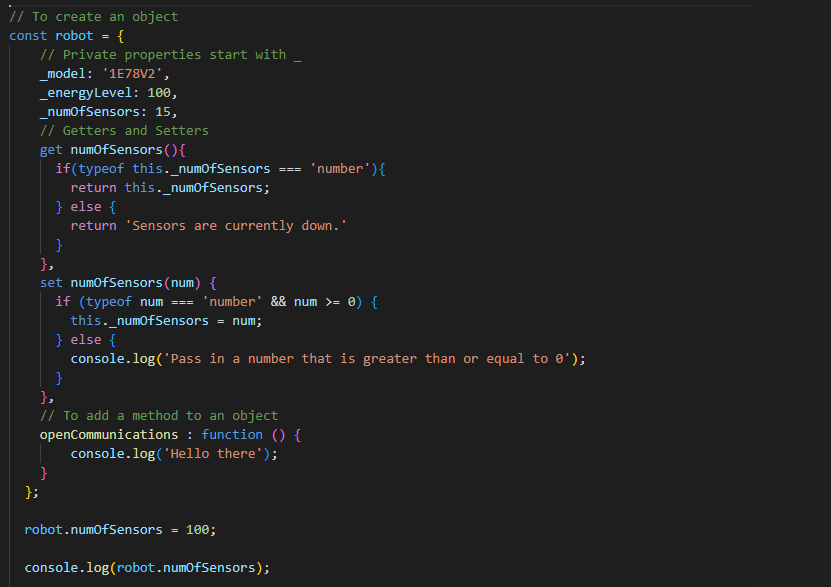 // To create an object
const robot = {
    // Private properties start with _
    _model: '1E78V2',
    _energyLevel: 100,
    _numOfSensors: 15,
    // Getters and Setters
    get numOfSensors(){
      if(typeof this._numOfSensors === 'number'){
        return this._numOfSensors;
      } else {
        return 'Sensors are currently down.'
      }
    },
    set numOfSensors(num) {
      if (typeof num === 'number' && num >= 0) {
        this._numOfSensors = num;
      } else {
        console.log('Pass in a number that is greater than or equal to 0');
      }
    },
    // To add a method to an object
    openCommunications : function () {
        console.log('Hello there');
    }
  };
  robot.numOfSensors = 100;
  console.log(robot.numOfSensors);